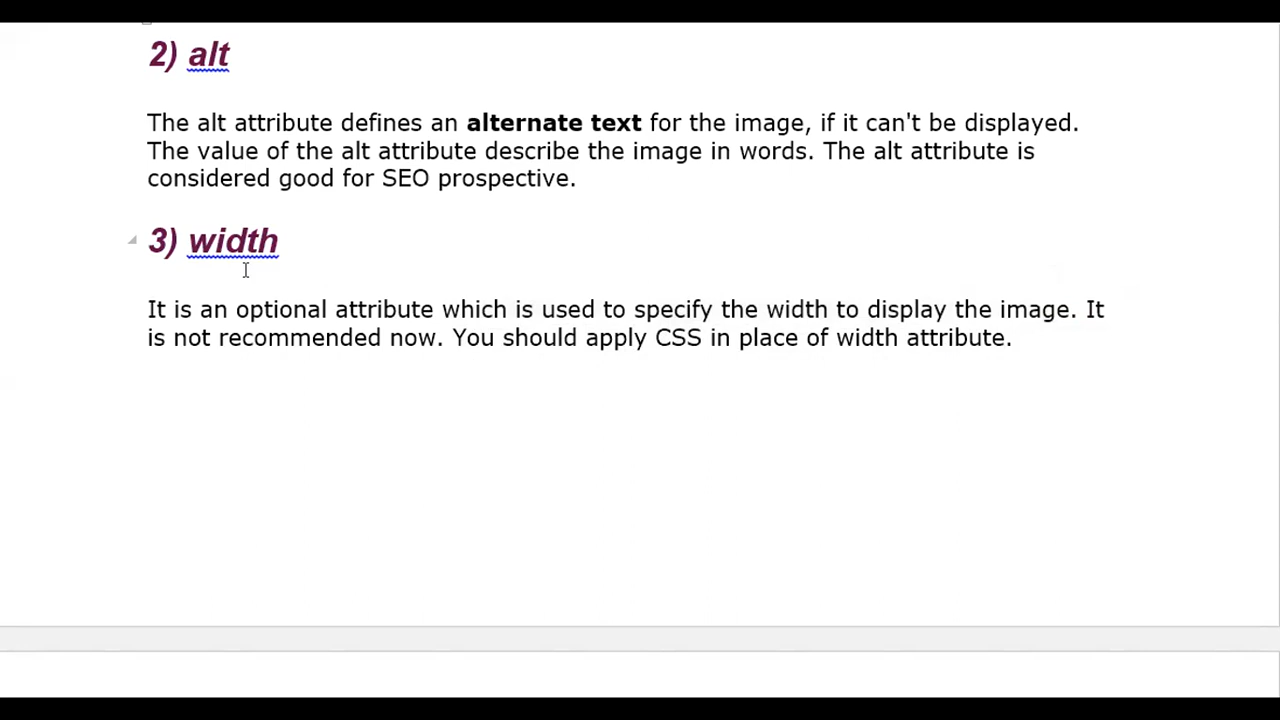 2) alt
The alt attribute defines an alternate text for the image, if it can't be displayed.
The value of the alt attribute describe the image in words. The alt attribute is
considered good for SEO prospective.
3) width
It is an optional attribute which is used to specify the width to display the image. It
is not recommended now. You should apply CSS in place of width attribute.